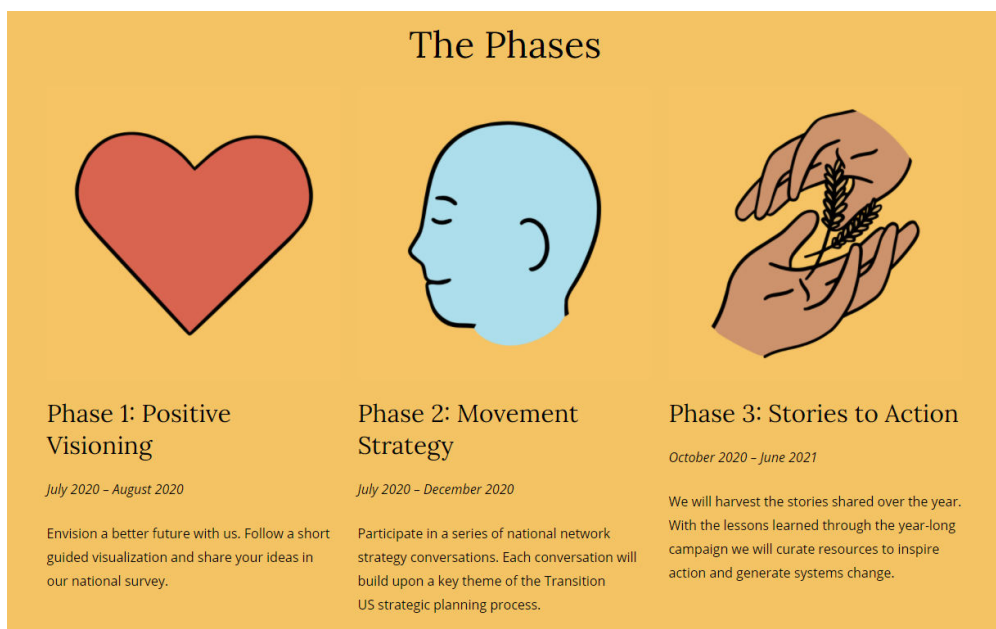 The Phases
Phase 1: Positive
Visioning
July 2020 – August 2020
Envision a better future with us. Follow a short
guided visualization and share your ideas in
our national survey.
Phase 2: Movement
Strategy
July 2020 – December 2020
Participate in a series of national network
strategy conversations. Each conversation will
build upon a key theme of the Transition
US strategic planning process.
Phase 3: Stories to Action
October 2020 – June 2021
We will harvest the stories shared over the year.
With the lessons learned through the year-long
campaign we will curate resources to inspire
action and generate systems change.